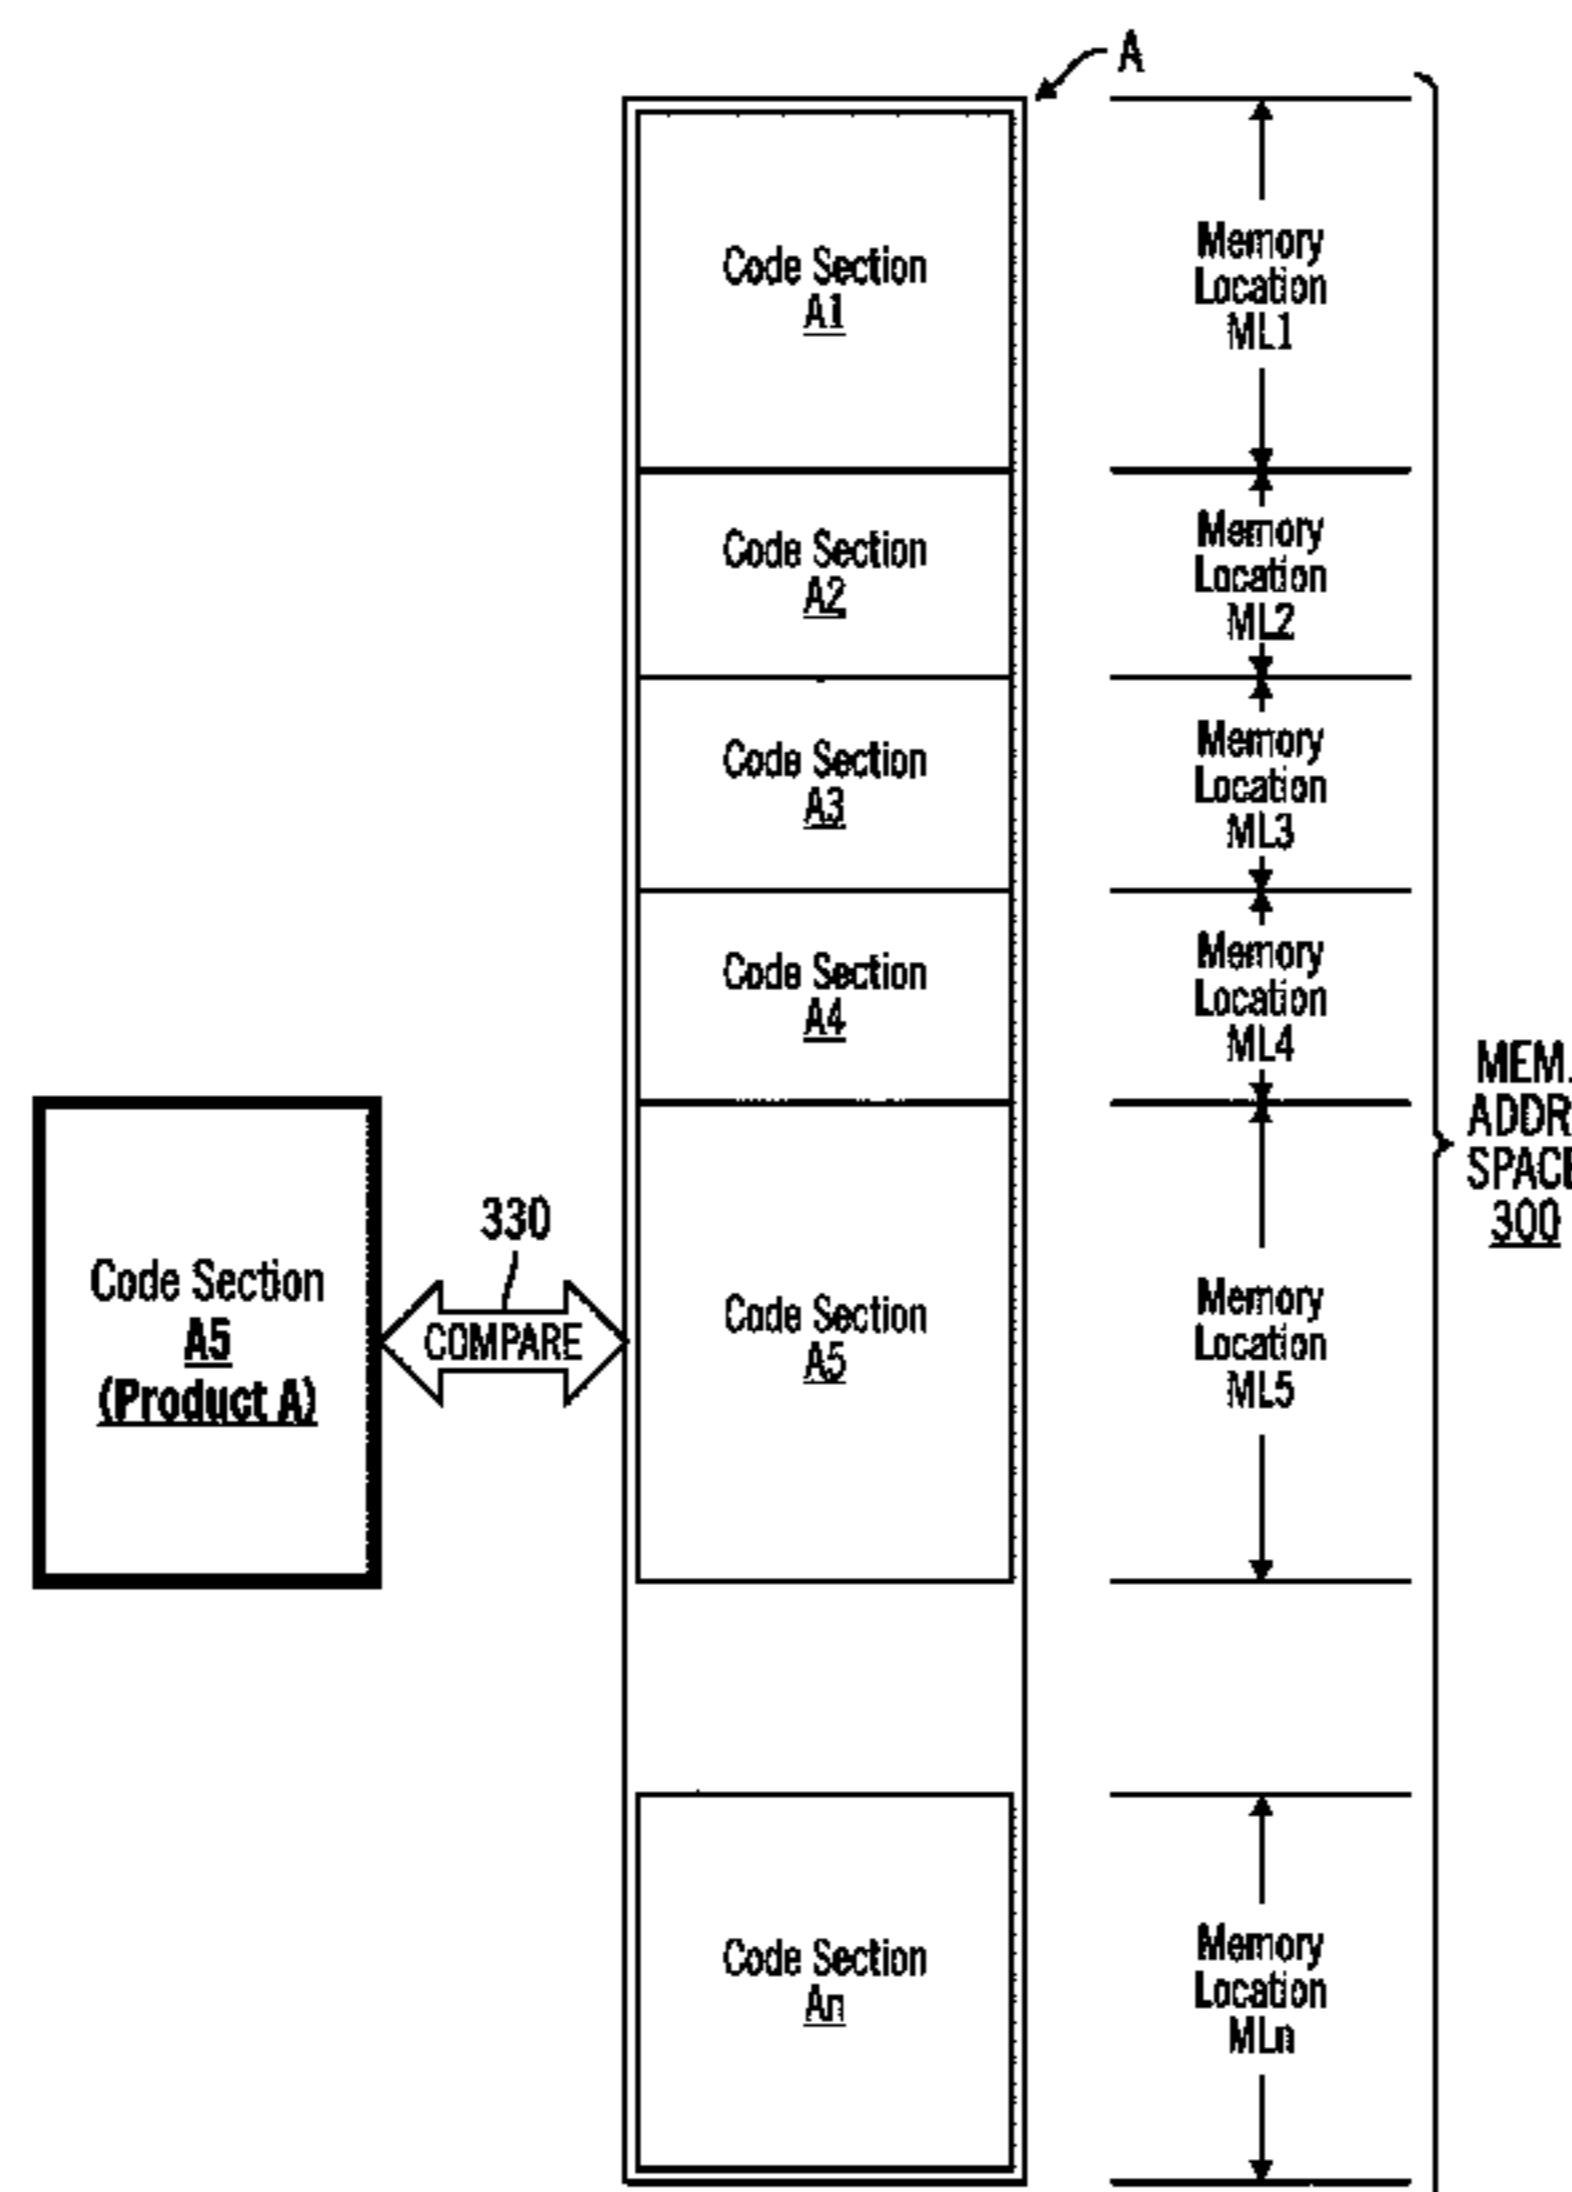 A
Code Section
A1
Memory
Location
ML1
Code Section
A2
Memory
Location
ML2
Code Section
A3
Memory
Location
ML3
Code Section
A4
Memory
Location
ML4
MEM.
ADDR
SPACE
300
Code Section
A5
(Product A)
330
COMPARE
Code Section
A5
Memory
Location
ML5
Code Section
An
Memory
Location
MLn